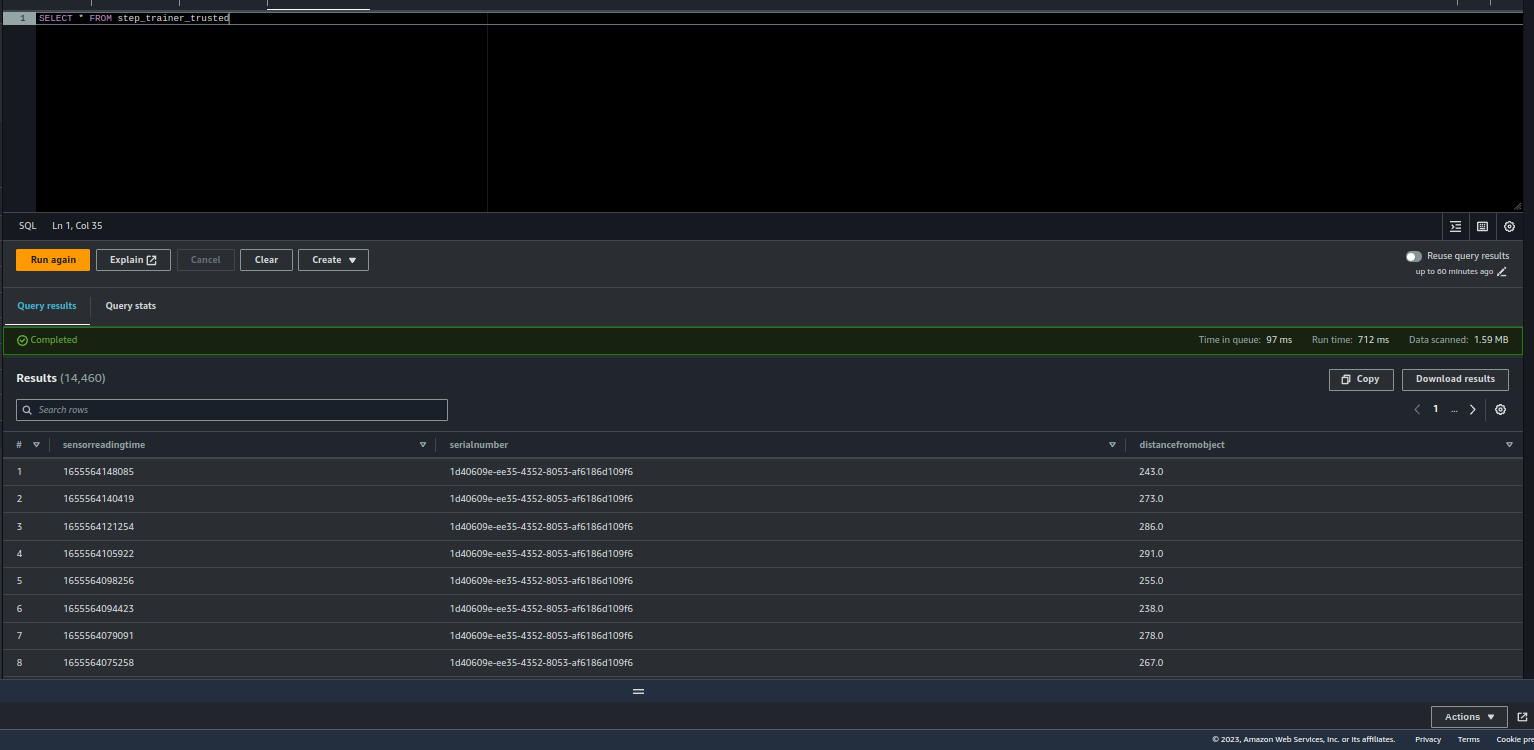 1 SELECT * FROM step_trainer_trusted
SQL Ln 1, Col 35
Run again Explain Cancel Clear Create Reuse query results
up to 60 minutes ago
Query results Query stats
Completed Time in queue: 97 ms Run time: 712 ms Data scanned: 1.59 MB
Results (14,460) Copy Download results
Search rows 1 ...
# sensorreadingtime serialnumber distancefromobject
1 1655564148085 1d40609e-ee35-4352-8053-af6186d109f6 243.0
2 1655564140419 1d40609e-ee35-4352-8053-af6186d109f6 273.0
3 1655564121254 1d40609e-ee35-4352-8053-af6186d109f6 286.0
4 1655564105922 1d40609e-ee35-4352-8053-af6186d109f6 291.0
5 1655564098256 1d40609e-ee35-4352-8053-af6186d109f6 255.0
6 1655564094423 1d40609e-ee35-4352-8053-af6186d109f6 238.0
7 1655564079091 1d40609e-ee35-4352-8053-af6186d109f6 278.0
8 1655564075258 1d40609e-ee35-4352-8053-af6186d109f6 267.0
Actions
© 2023, Amazon Web Services, Inc. or its affiliates. Privacy Terms Cookie pre